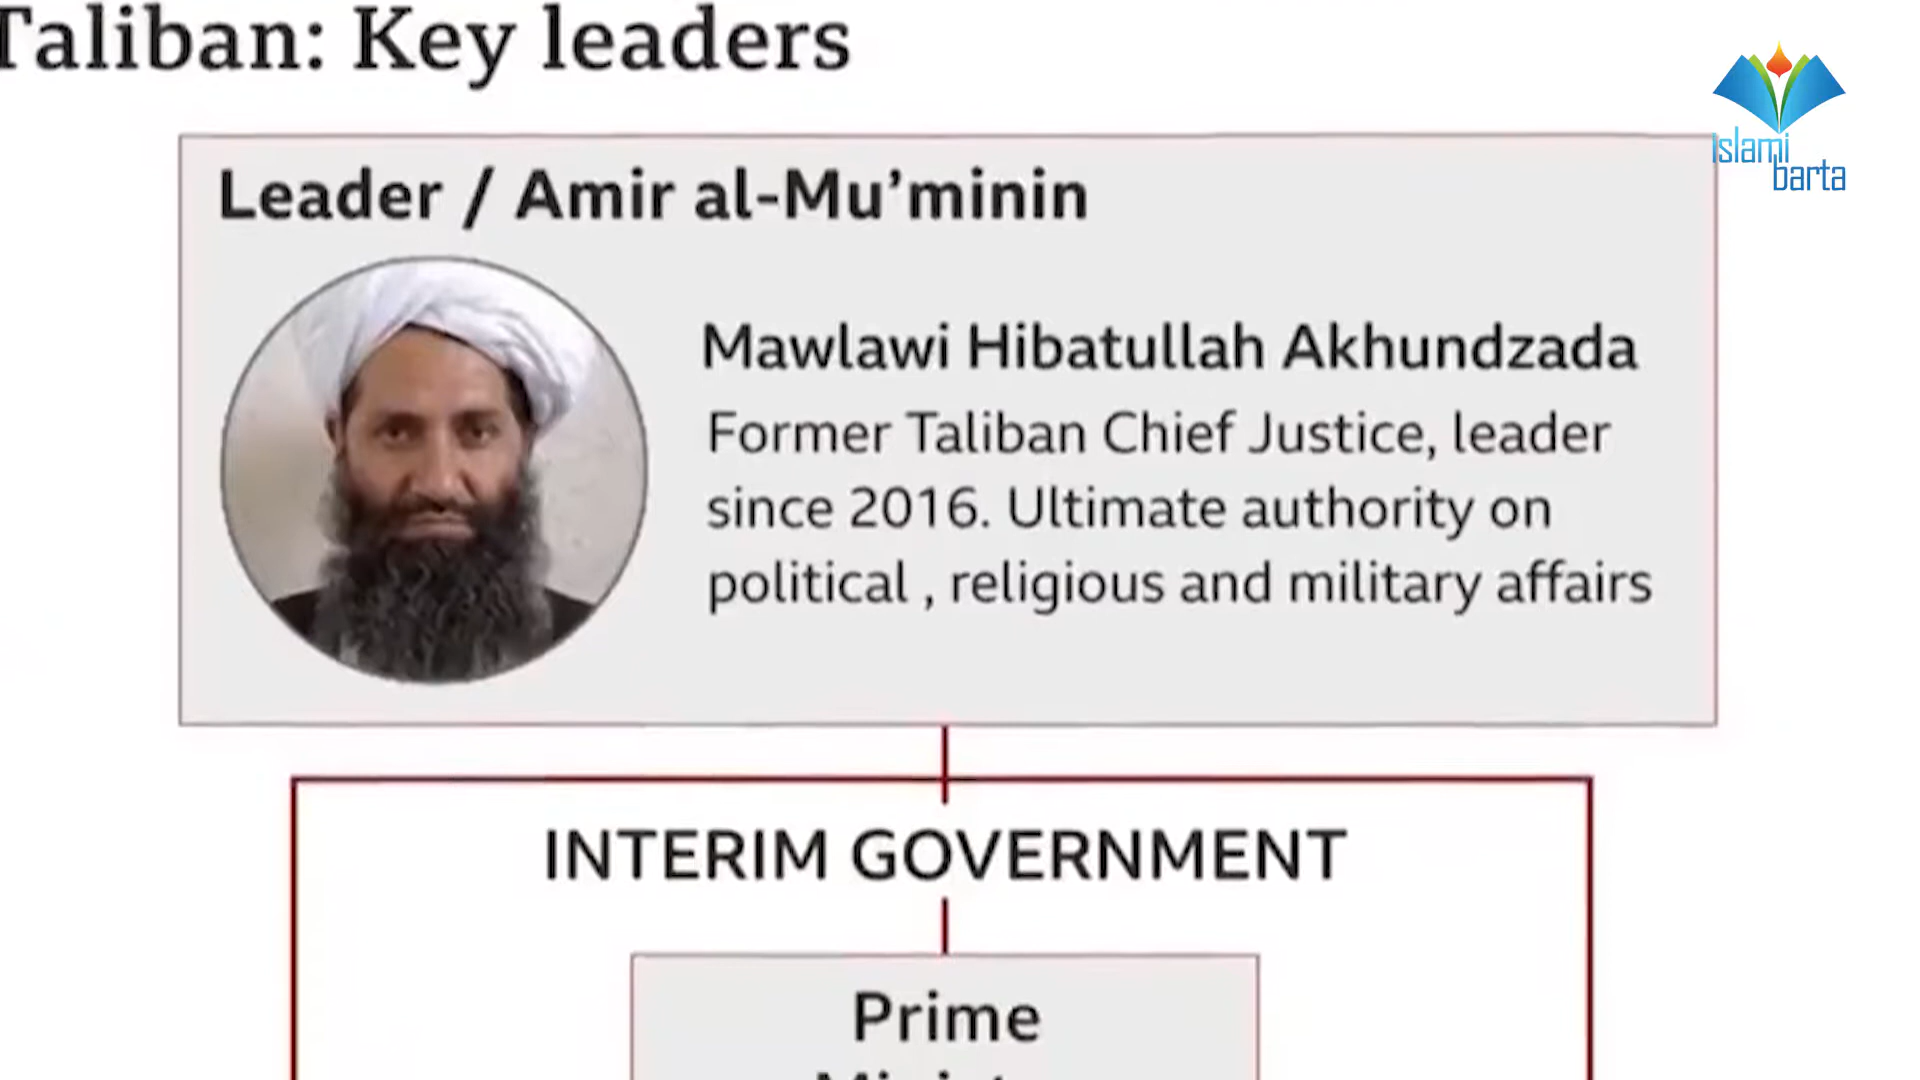 Taliban: Key leaders
islami
barta
Leader / Amir al-Mu’minin
Mawlawi Hibatullah Akhundzada
Former Taliban Chief Justice, leader
since 2016. Ultimate authority on
political , religious and military affairs
INTERIM GOVERNMENT
Prime